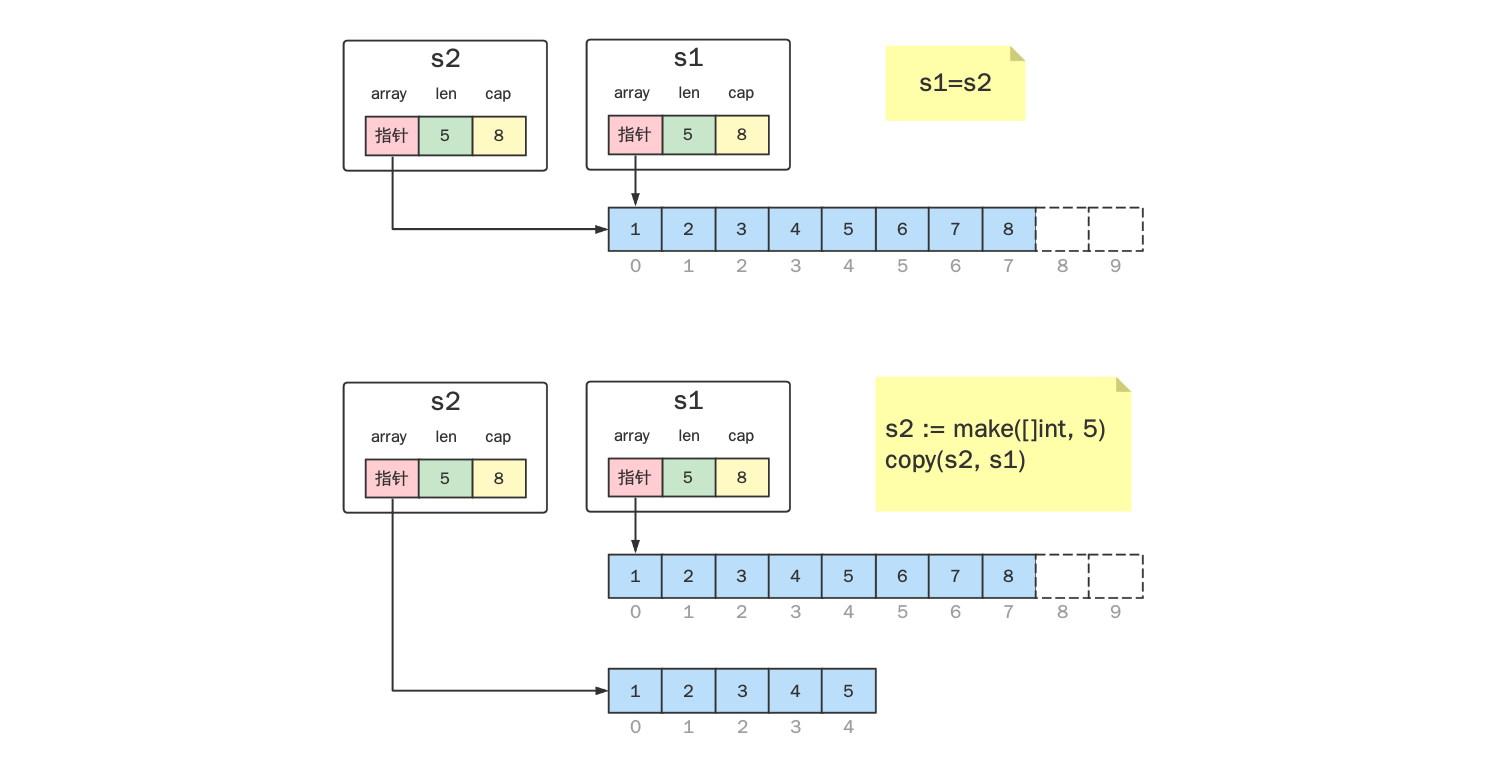 s2 s1
array len cap array len cap
指针 5 8 指针 5 8
s1=s2
1 2 3 4 5 6 7 8
0 1 2 3 4 5 6 7 8 9
s2 s1
array len cap array len cap
指针 5 8 指针 5 8
s2 := make([]int, 5)
copy(s2, s1)
1 2 3 4 5 6 7 8
0 1 2 3 4 5 6 7 8 9
1 2 3 4 5
0 1 2 3 4